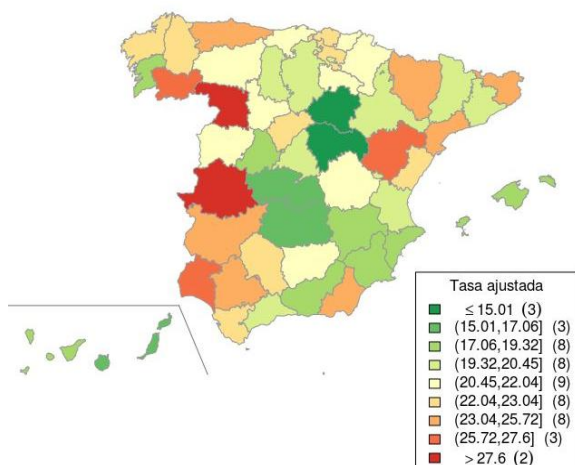 Tasa ajustada
≤ 15.01 (3)
(15.01,17.06] (3)
(17.06,19.32] (8)
(19.32,20.45] (8)
(20.45,22.04] (9)
(22.04,23.04] (8)
(23.04,25.72] (8)
(25.72,27.6] (3)
> 27.6 (2)